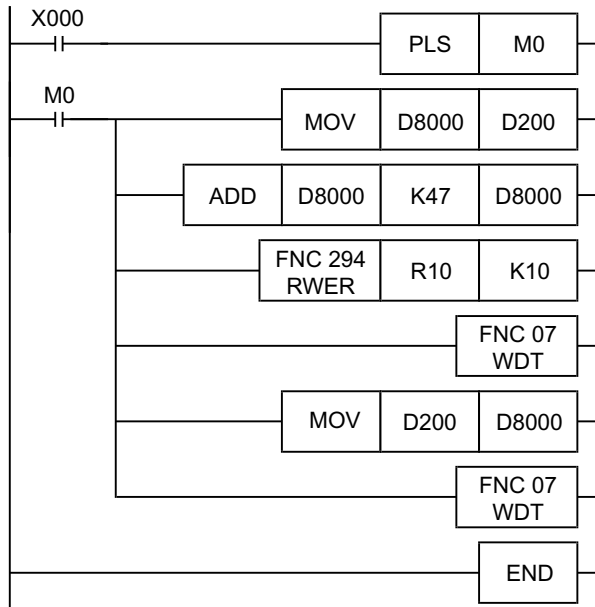 X000
PLS M0
M0
MOV D8000 D200
ADD D8000 K47 D8000
FNC 294
RWER R10 K10
FNC 07
WDT
MOV D200 D8000
FNC 07
WDT
END